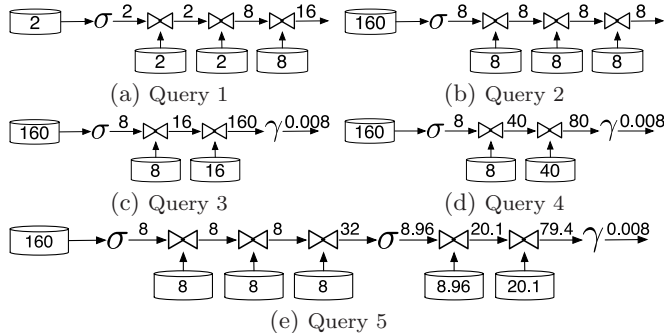 2 σ 2 2 8 16
2 2 8
(a) Query 1
160 σ 8 8 8 8
8 8 8
(b) Query 2
160 σ 8 16 160 γ 0.008
8 16
(c) Query 3
160 σ 8 40 80 γ 0.008
8 40
(d) Query 4
160 σ 8 8 8 32 σ 8.96 20.1 79.4 γ 0.008
8 8 8 8.96 20.1
(e) Query 5